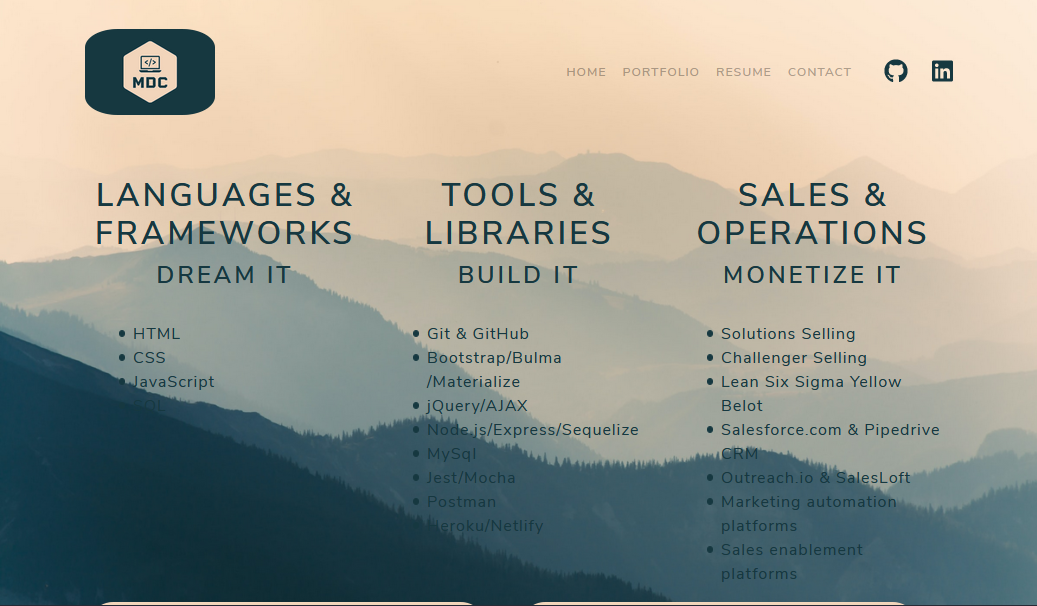 </>
MDC
HOME PORTFOLIO RESUME CONTACT
in
LANGUAGES &
FRAMEWORKS
DREAM IT
HTML
CSS
JavaScript
SQL
TOOLS &
LIBRARIES
BUILD IT
Git & GitHub
Bootstrap/Bulma
/Materialize
jQuery/AJAX
Node.js/Express/Sequelize
MySql
Jest/Mocha
Postman
Heroku/Netlify
SALES &
OPERATIONS
MONETIZE IT
Solutions Selling
Challenger Selling
Lean Six Sigma Yellow
Belot
Salesforce.com & Pipedrive
CRM
Outreach.io & SalesLoft
Marketing automation
platforms
Sales enablement
platforms